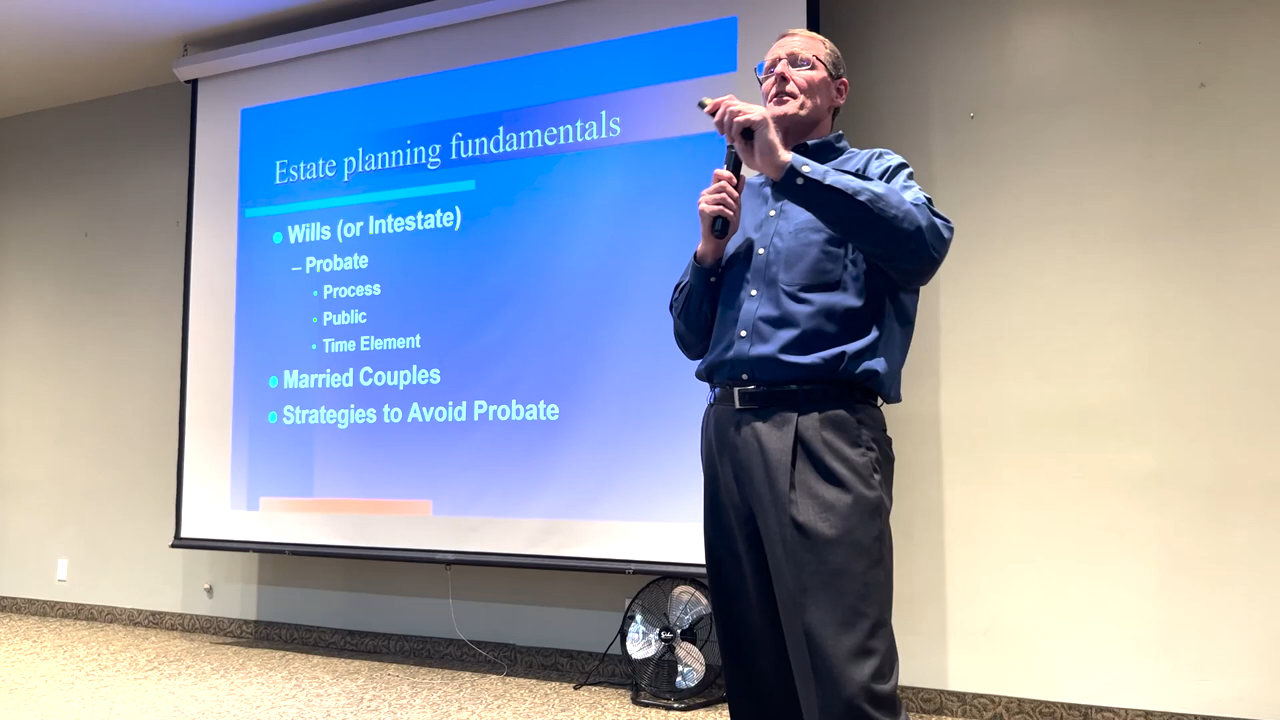 Estate planning fundamentals
Wills (or Intestate)
– Probate
Process
Public
Time Element
Married Couples
Strategies to Avoid Probate